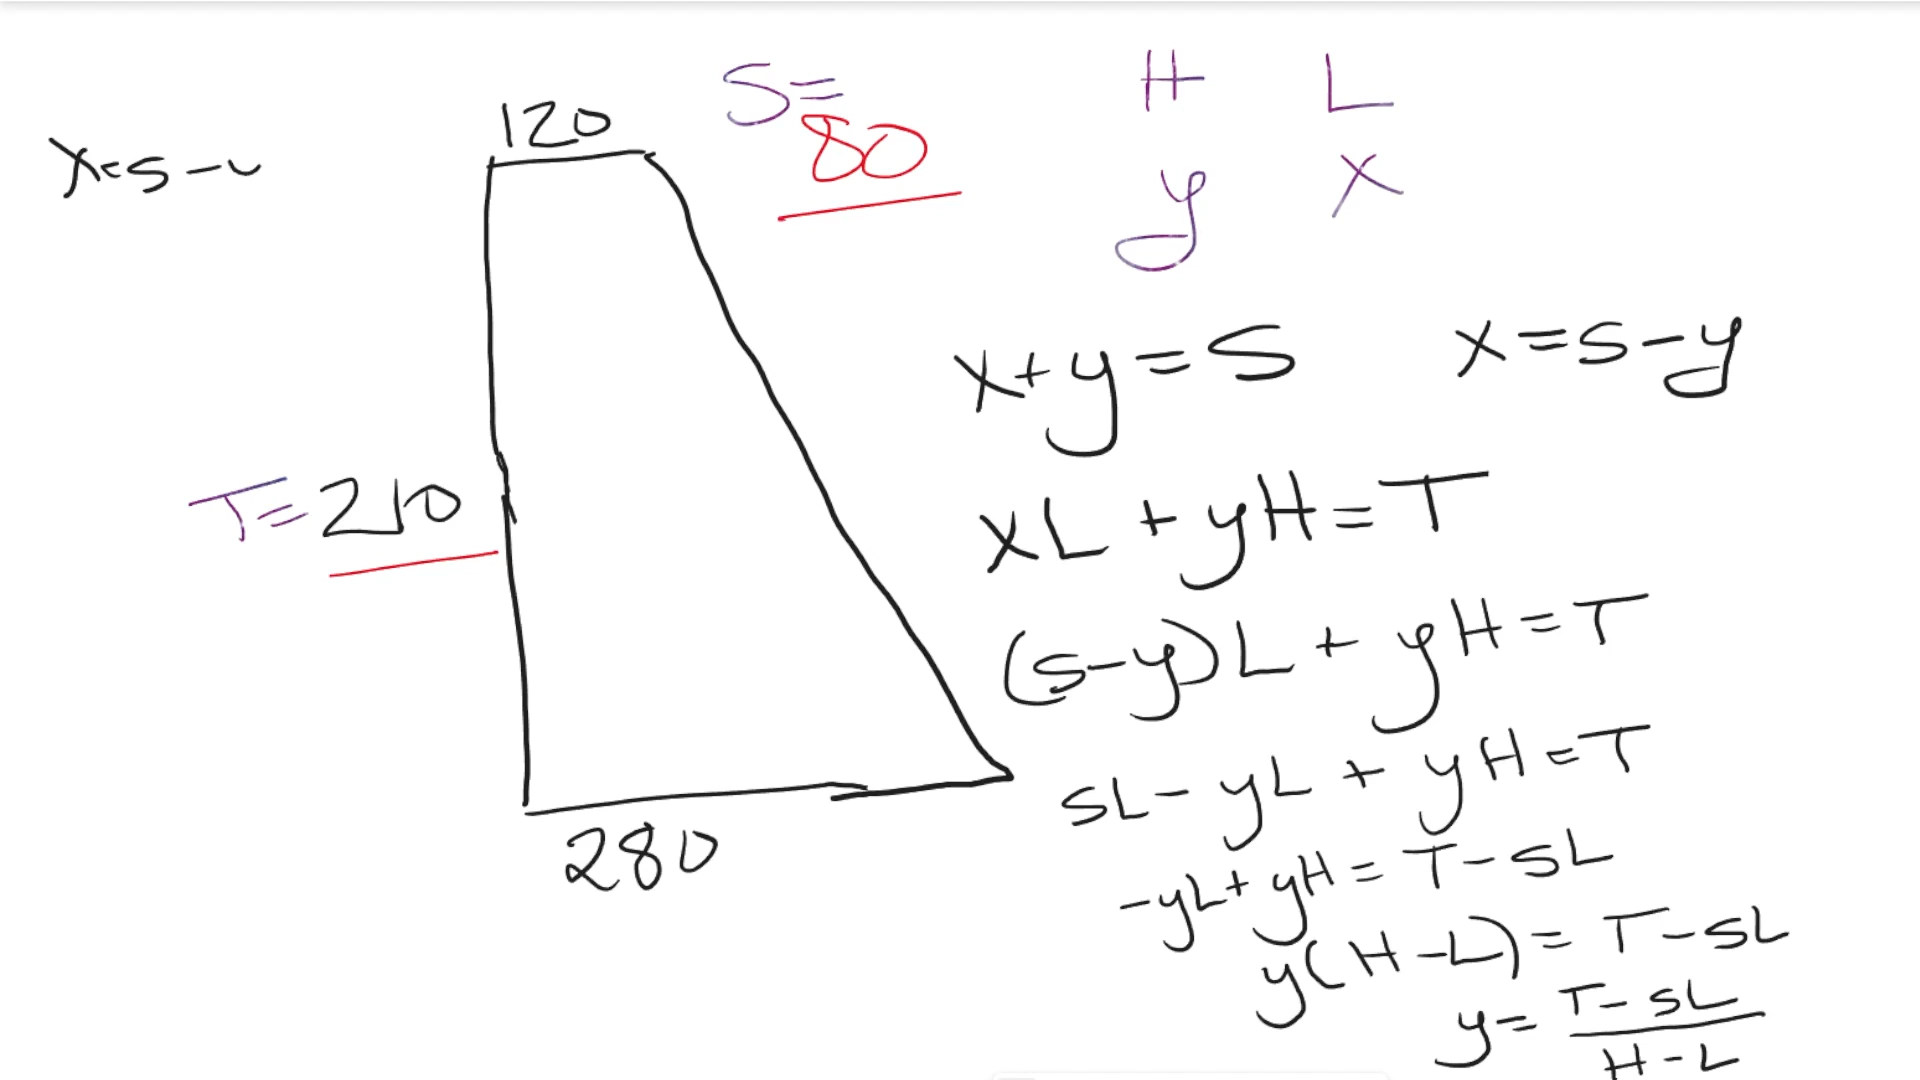 x=s-
120
S=
80
H L
y x
x+y=S x=s-y
T=210
xL+yH=T
(s-y)L+yH=T
sL-yL+yH=T
280
-yL+yH=T-sL
y(H-L)=T-sL
y=T-sL
H-L